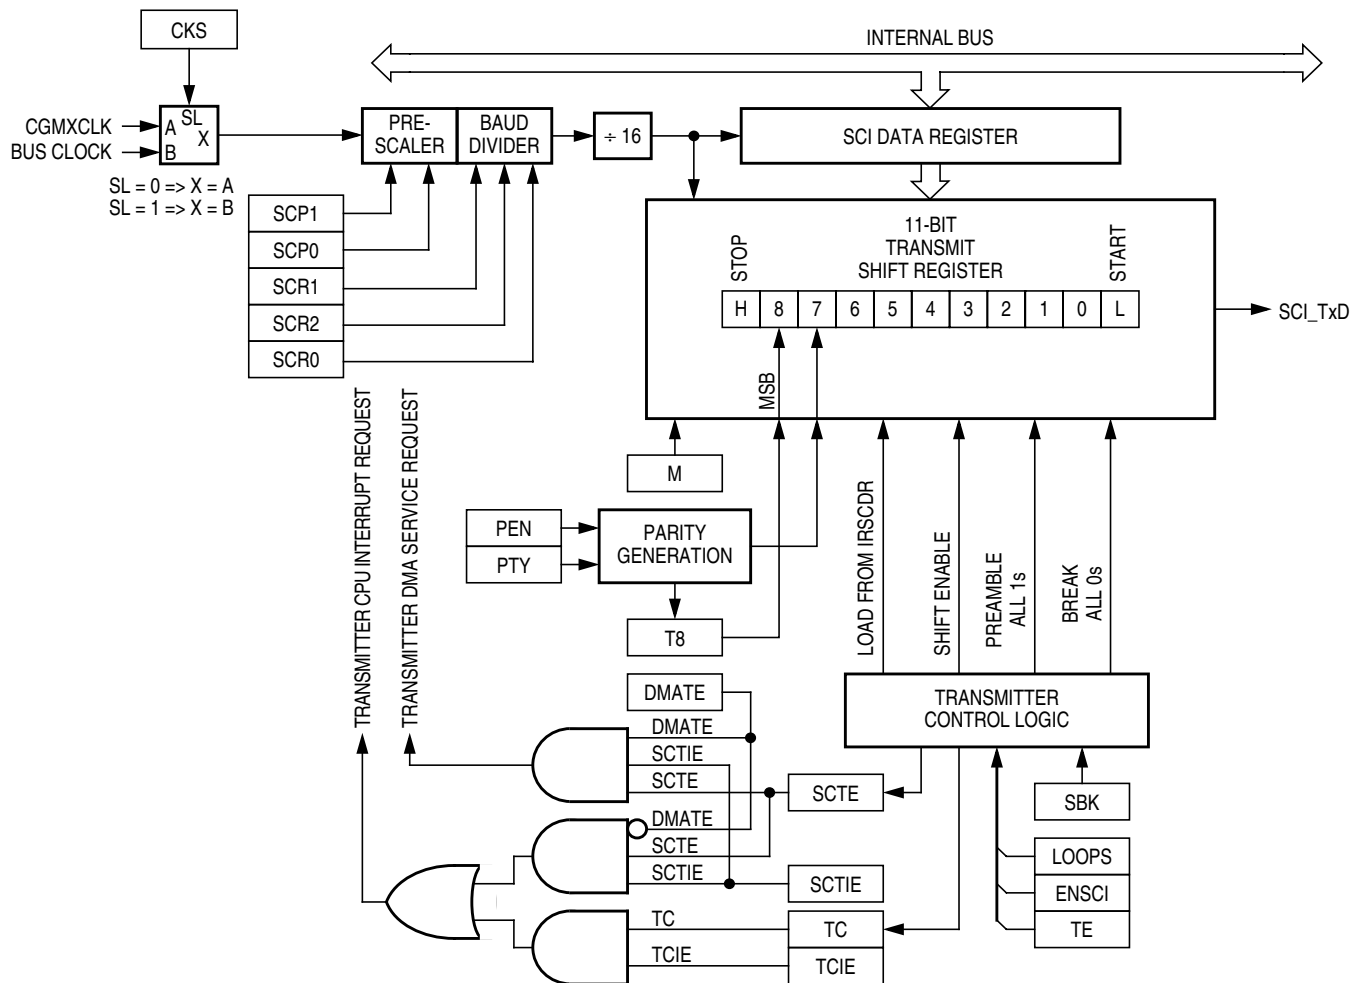 CKS
INTERNAL BUS
CGMXCLK
BUS CLOCK
A
SL
X
B
SL = 0 => X = A
SL = 1 => X = B
PRE-
SCALER
BAUD
DIVIDER
÷ 16
SCI DATA REGISTER
SCP1
SCP0
SCR1
SCR2
SCR0
11-BIT
TRANSMIT
SHIFT REGISTER
STOP
START
H 8 7 6 5 4 3 2 1 0 L
SCI_TxD
MSB
M
PEN
PTY
PARITY
GENERATION
T8
TRANSMITTER CPU INTERRUPT REQUEST
TRANSMITTER DMA SERVICE REQUEST
LOAD FROM IRSCDR
SHIFT ENABLE
PREAMBLE
ALL 1s
BREAK
ALL 0s
TRANSMITTER
CONTROL LOGIC
DMATE
DMATE
SCTIE
SCTE
SCTE
DMATE
SCTE
SCTIE
SCTIE
TC
TC
TCIE
TCIE
SBK
LOOPS
ENSCI
TE